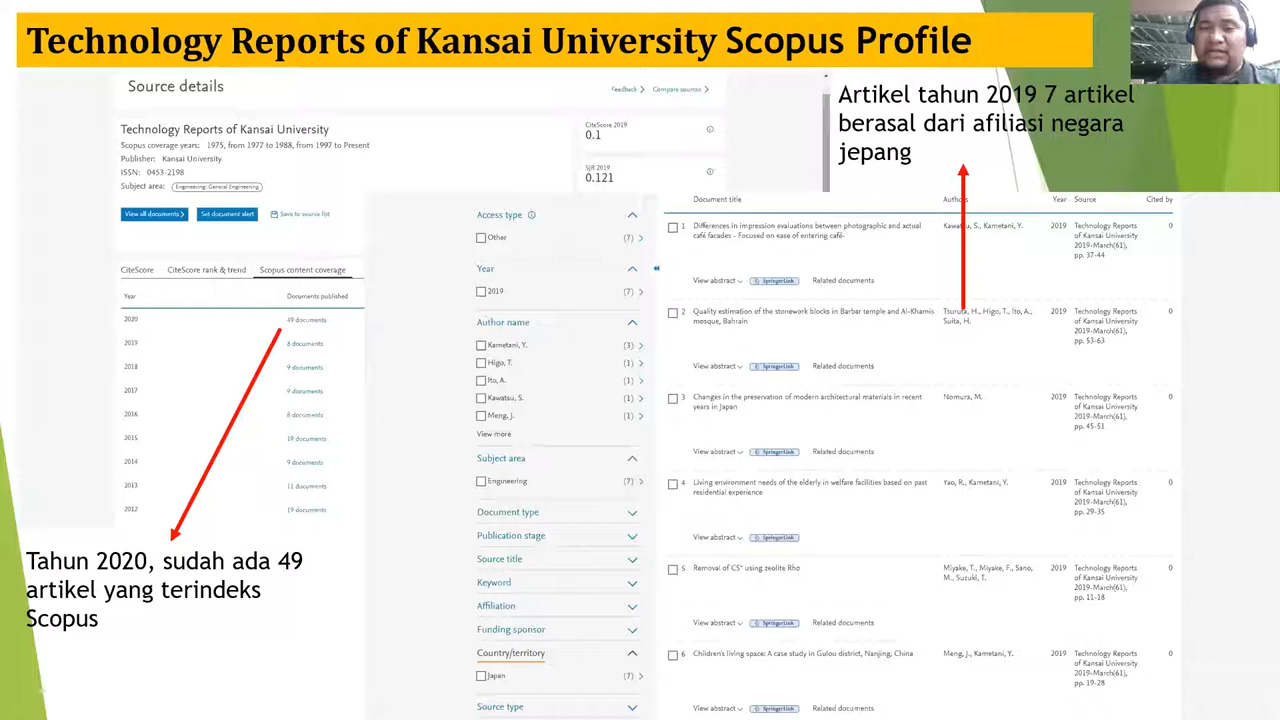 Technology Reports of Kansai University Scopus Profile
Source details
Feedback
Compare sources
Technology Reports of Kansai University
Scopus coverage years: 1975, from 1977 to 1988, from 1997 to Present
Publisher: Kansai University
ISSN: 0453-2198
Subject area: Engineering: General Engineering
View all documents
Set document alert
Save to source list
CiteScore 2019
0.1
SJR 2019
0.121
Artikel tahun 2019 7 artikel
berasal dari afiliasi negara
jepang
CiteScore CiteScore rank & trend Scopus content coverage
Year Documents published
2020 49 documents
2019 8 documents
2018 9 documents
2017 9 documents
2016 8 documents
2015 19 documents
2014 9 documents
2013 11 documents
2012 19 documents
Tahun 2020, sudah ada 49
artikel yang terindeks
Scopus
Access type
Other (7)
Year
2019 (7)
Author name
Kametani, Y. (3)
Higo, T. (1)
Ito, A. (1)
Kawatsu, S. (1)
Meng, J. (1)
View more
Subject area
Engineering (7)
Document type
Publication stage
Source title
Keyword
Affiliation
Funding sponsor
Country/territory
Japan (7)
Source type
Document title Authors Year Source Cited by
1 Differences in impression evaluations between photographic and actual
café facades - Focused on ease of entering café-
Kawatsu, S., Kametani, Y.
2019
Technology Reports
of Kansai University
2019-March(61),
pp. 37-44
0
View abstract SpringerLink Related documents
2 Quality estimation of the stonework blocks in Barbar temple and Al-Khamis
mosque, Bahrain
Tsuruta, H., Higo, T., Ito, A.,
Suita, H.
2019
Technology Reports
of Kansai University
2019-March(61),
pp. 53-63
0
View abstract SpringerLink Related documents
3 Changes in the preservation of modern architectural materials in recent
years in Japan
Nomura, M.
2019
Technology Reports
of Kansai University
2019-March(61),
pp. 45-51
0
View abstract SpringerLink Related documents
4 Living environment needs of the elderly in welfare facilities based on past
residential experience
Yao, R., Kametani, Y.
2019
Technology Reports
of Kansai University
2019-March(61),
pp. 29-35
0
View abstract SpringerLink
5 Removal of CS⁺ using zeolite Rho
Miyake, T., Miyake, F., Sano,
M., Suzuki, T.
2019
Technology Reports
of Kansai University
2019-March(61),
pp. 11-18
0
View abstract SpringerLink Related documents
6 Children's living space: A case study in Gulou district, Nanjing, China
Meng, J., Kametani, Y.
2019
Technology Reports
of Kansai University
2019-March(61),
pp. 19-28
0
View abstract SpringerLink Related documents